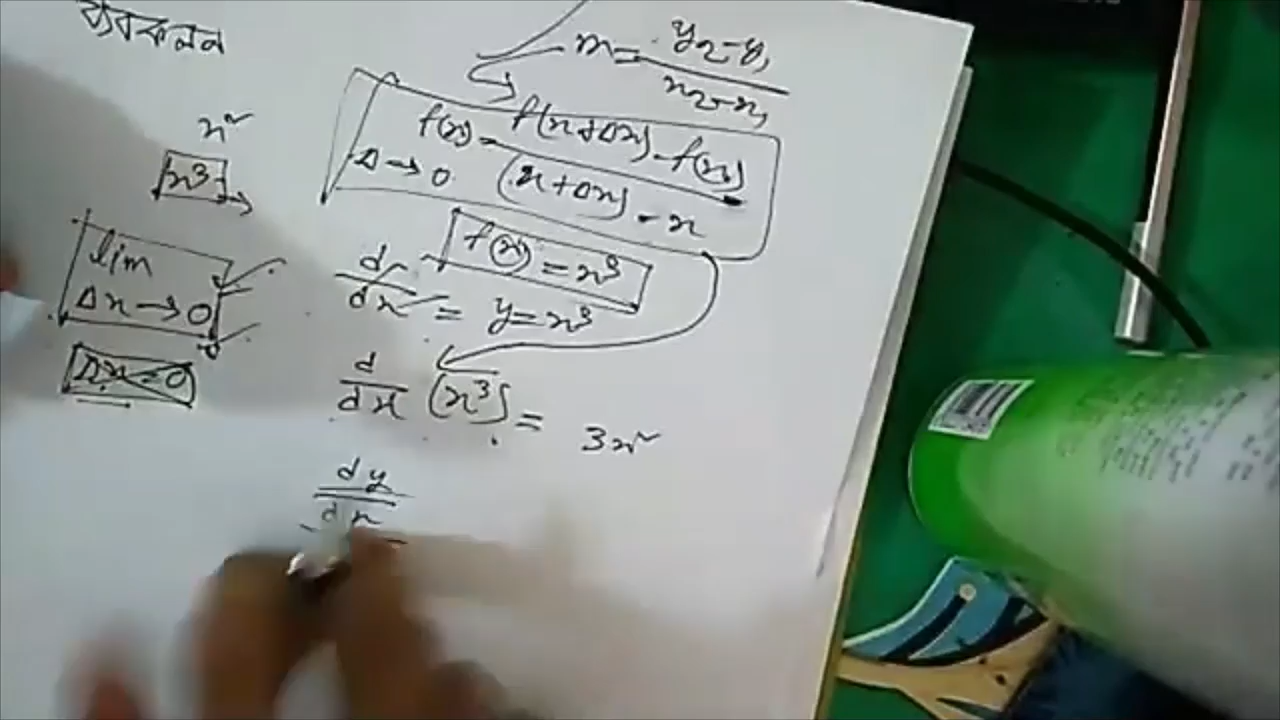 ব্যবকলন
m = y₂-y₁ / x₂-x₁
x²
x³
f(x) = f(x+Δx) - f(x) / (x+Δx) - x
Δ→0
lim
Δx→0
f(x) = x³
d/dx = y = x³
Δx=0
d/dx (x³) = 3x²
dy/dx